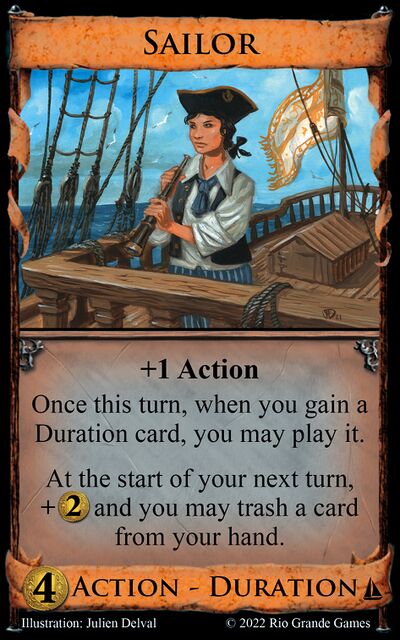 SAILOR
+1 Action
Once this turn, when you gain a
Duration card, you may play it.
At the start of your next turn,
+2 and you may trash a card
from your hand.
4 ACTION - DURATION
Illustration: Julien Delval © 2022 Rio Grande Games